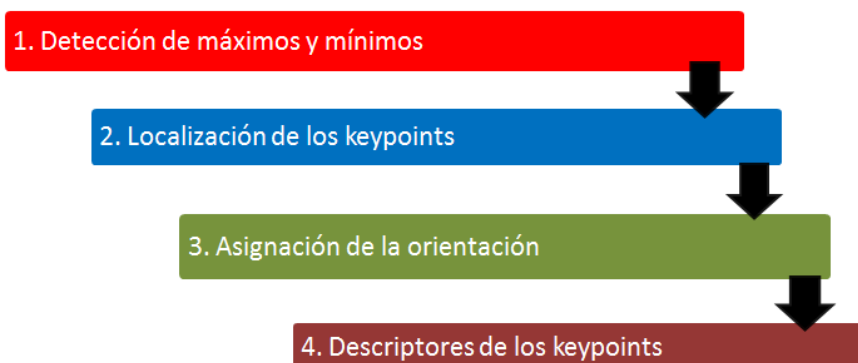 1. Detección de máximos y mínimos
2. Localización de los keypoints
3. Asignación de la orientación
4. Descriptores de los keypoints